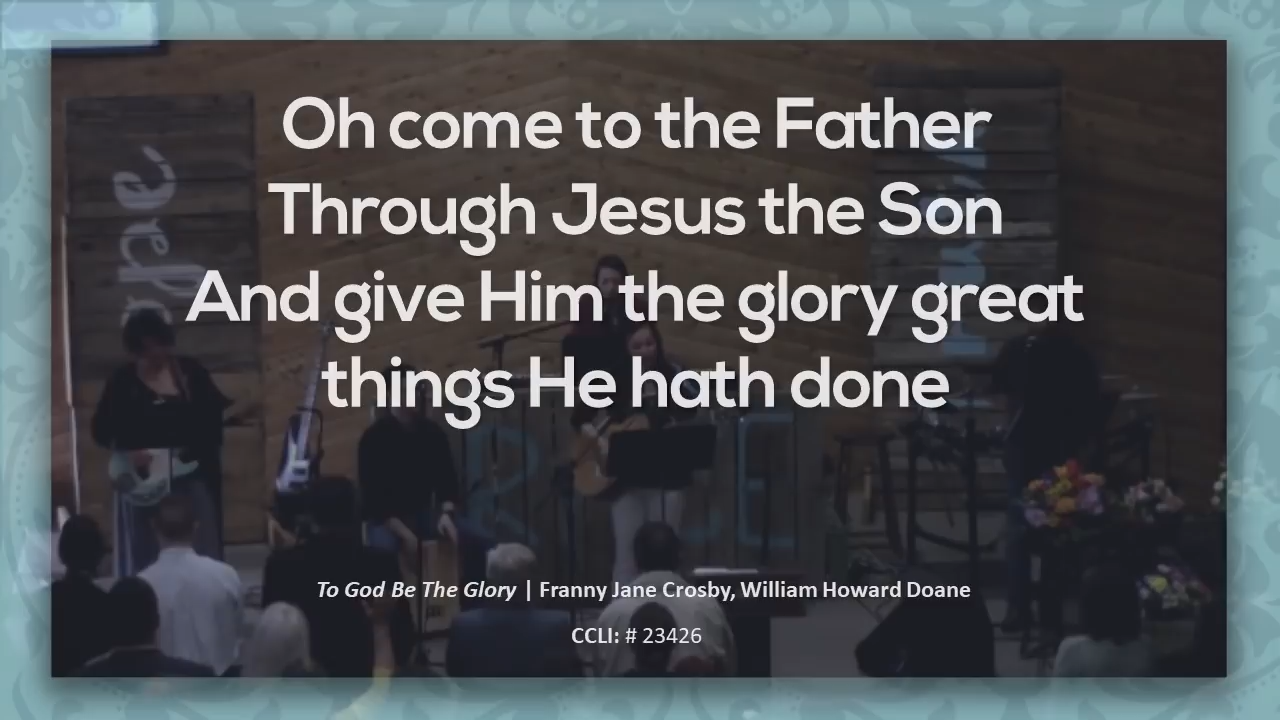 Oh come to the Father
Through Jesus the Son
And give Him the glory great
things He hath done
To God Be The Glory | Franny Jane Crosby, William Howard Doane
CCLI: # 23426